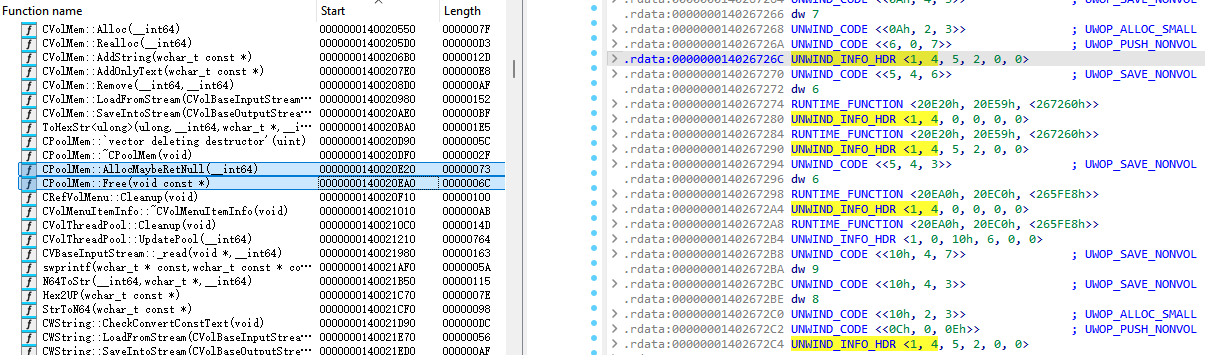 Function name Start Length
CVolMem::Alloc(__int64) 0000000140020550 0000007F
CVolMem::Realloc(__int64) 00000001400205D0 000000D3
CVolMem::AddString(wchar_t const *) 00000001400206B0 0000012D
CVolMem::AddOnlyText(wchar_t const *) 00000001400207E0 000000E8
CVolMem::Remove(__int64,__int64) 00000001400208D0 000000AF
CVolMem::LoadFromStream(CVolBaseInputStream… 0000000140020980 00000152
CVolMem::SaveIntoStream(CVolBaseOutputStrea… 0000000140020AE0 000000BF
ToHexStr<ulong>(ulong,__int64,wchar_t *,__i… 0000000140020BA0 000001E5
CPoolMem::`vector deleting destructor'(uint) 0000000140020D90 0000005C
CPoolMem::~CPoolMem(void) 0000000140020DF0 0000002F
CPoolMem::AllocMaybeRetNull(__int64) 0000000140020E20 00000073
CPoolMem::Free(void const *) 0000000140020EA0 0000006C
CRefVolMenu::Cleanup(void) 0000000140020F10 00000100
CVolMenuItemInfo::~CVolMenuItemInfo(void) 0000000140021010 000000AB
CVolThreadPool::Cleanup(void) 00000001400210C0 0000014D
CVolThreadPool::UpdatePool(__int64) 0000000140021210 00000764
CVBaseInputStream::_read(void *,__int64) 0000000140021980 00000163
swprintf(wchar_t * const,wchar_t const * co… 0000000140021AF0 0000005A
N64ToStr(__int64,wchar_t *,__int64) 0000000140021B50 00000115
Hex2UP(wchar_t const *) 0000000140021C70 0000007E
StrToN64(wchar_t const *) 0000000140021CF0 00000098
CWString::CheckConvertConstText(void) 0000000140021D90 000000DC
CWString::LoadFromStream(CVolBaseInputStrea… 0000000140021E70 00000056
CWString::SaveIntoStream(CVolBaseOutputStre… 0000000140021ED0 000000AF
.rdata:0000000140267266 dw 7
.rdata:0000000140267268 UNWIND_CODE <<0Ah, 2, 3>> ; UWOP_ALLOC_SMALL
.rdata:000000014026726A UNWIND_CODE <<6, 0, 7>> ; UWOP_PUSH_NONVOL
.rdata:000000014026726C UNWIND_INFO_HDR <1, 4, 5, 2, 0, 0>
.rdata:0000000140267270 UNWIND_CODE <<5, 4, 6>> ; UWOP_SAVE_NONVOL
.rdata:0000000140267272 dw 6
.rdata:0000000140267274 RUNTIME_FUNCTION <20E20h, 20E59h, <267260h>>
.rdata:0000000140267280 UNWIND_INFO_HDR <1, 4, 0, 0, 0, 0>
.rdata:0000000140267284 RUNTIME_FUNCTION <20E20h, 20E59h, <267260h>>
.rdata:0000000140267290 UNWIND_INFO_HDR <1, 4, 5, 2, 0, 0>
.rdata:0000000140267294 UNWIND_CODE <<5, 4, 3>> ; UWOP_SAVE_NONVOL
.rdata:0000000140267296 dw 6
.rdata:0000000140267298 RUNTIME_FUNCTION <20EA0h, 20EC0h, <265FE8h>>
.rdata:00000001402672A4 UNWIND_INFO_HDR <1, 4, 0, 0, 0, 0>
.rdata:00000001402672A8 RUNTIME_FUNCTION <20EA0h, 20EC0h, <265FE8h>>
.rdata:00000001402672B4 UNWIND_INFO_HDR <1, 0, 10h, 6, 0, 0>
.rdata:00000001402672B8 UNWIND_CODE <<10h, 4, 7>> ; UWOP_SAVE_NONVOL
.rdata:00000001402672BA dw 9
.rdata:00000001402672BC UNWIND_CODE <<10h, 4, 3>> ; UWOP_SAVE_NONVOL
.rdata:00000001402672BE dw 8
.rdata:00000001402672C0 UNWIND_CODE <<10h, 2, 3>> ; UWOP_ALLOC_SMALL
.rdata:00000001402672C2 UNWIND_CODE <<0Ch, 0, 0Eh>> ; UWOP_PUSH_NONVOL
.rdata:00000001402672C4 UNWIND_INFO_HDR <1, 4, 5, 2, 0, 0>